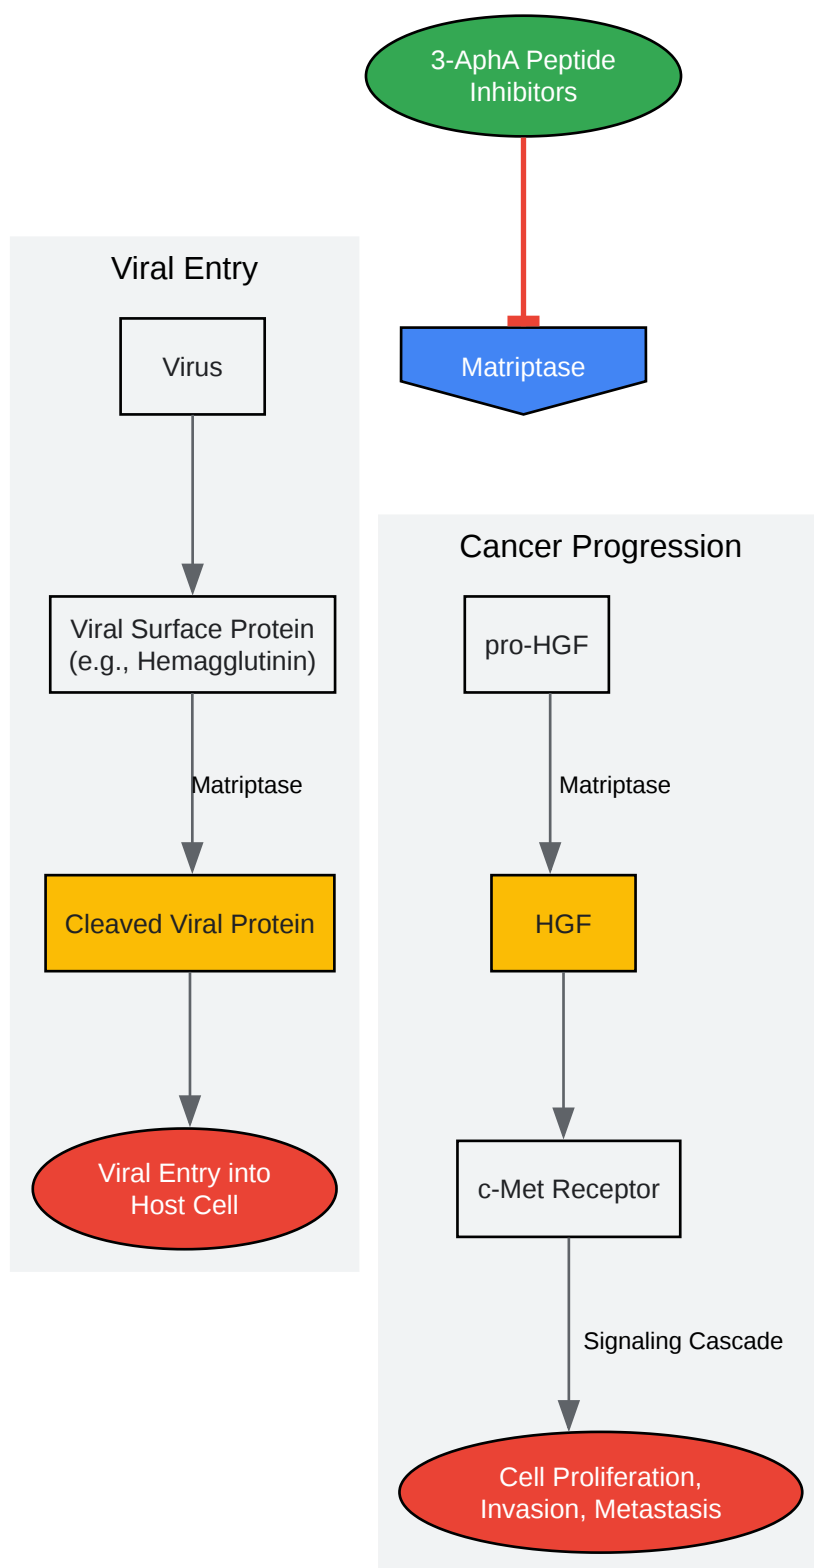 3-AphA Peptide
Inhibitors
Matriptase
Viral Entry
Virus
Viral Surface Protein
(e.g., Hemagglutinin)
Matriptase
Cleaved Viral Protein
Viral Entry into
Host Cell
Cancer Progression
pro-HGF
Matriptase
HGF
c-Met Receptor
Signaling Cascade
Cell Proliferation,
Invasion, Metastasis